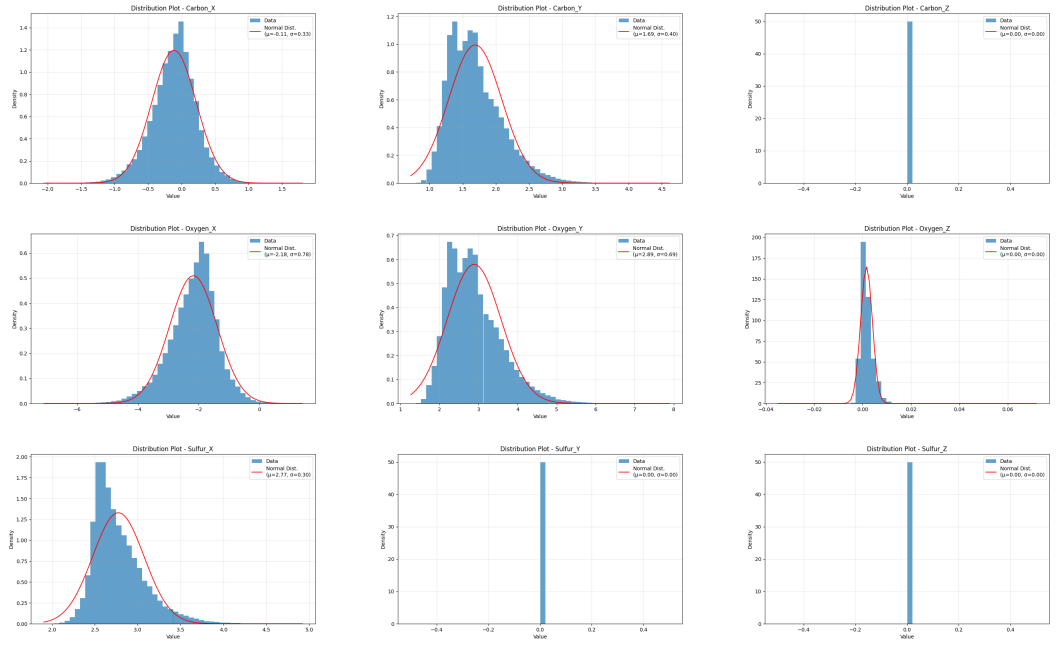 Distribution Plot - Carbon_X
Data
Normal Dist.
(μ=-0.11, σ=0.33)
Density
1.4
1.2
1.0
0.8
0.6
0.4
0.2
0.0
−2.0 −1.5 −1.0 −0.5 0.0 0.5 1.0 1.5
Value
Distribution Plot - Carbon_Y
Data
Normal Dist.
(μ=1.69, σ=0.40)
Density
1.2
1.0
0.8
0.6
0.4
0.2
0.0
1.0 1.5 2.0 2.5 3.0 3.5 4.0 4.5
Value
Distribution Plot - Carbon_Z
Data
Normal Dist.
(μ=0.00, σ=0.00)
Density
50
40
30
20
10
0
−0.4 −0.2 0.0 0.2 0.4
Value
Distribution Plot - Oxygen_X
Data
Normal Dist.
(μ=-2.18, σ=0.78)
Density
0.6
0.5
0.4
0.3
0.2
0.1
0.0
−6 −4 −2 0
Value
Distribution Plot - Oxygen_Y
Data
Normal Dist.
(μ=2.89, σ=0.69)
Density
0.7
0.6
0.5
0.4
0.3
0.2
0.1
0.0
1 2 3 4 5 6 7 8
Value
Distribution Plot - Oxygen_Z
Data
Normal Dist.
(μ=0.00, σ=0.00)
Density
200
175
150
125
100
75
50
25
0
−0.04 −0.02 0.00 0.02 0.04 0.06
Value
Distribution Plot - Sulfur_X
Data
Normal Dist.
(μ=2.77, σ=0.30)
Density
2.00
1.75
1.50
1.25
1.00
0.75
0.50
0.25
0.00
2.0 2.5 3.0 3.5 4.0 4.5 5.0
Value
Distribution Plot - Sulfur_Y
Data
Normal Dist.
(μ=0.00, σ=0.00)
Density
50
40
30
20
10
0
−0.4 −0.2 0.0 0.2 0.4
Value
Distribution Plot - Sulfur_Z
Data
Normal Dist.
(μ=0.00, σ=0.00)
Density
50
40
30
20
10
0
−0.4 −0.2 0.0 0.2 0.4
Value